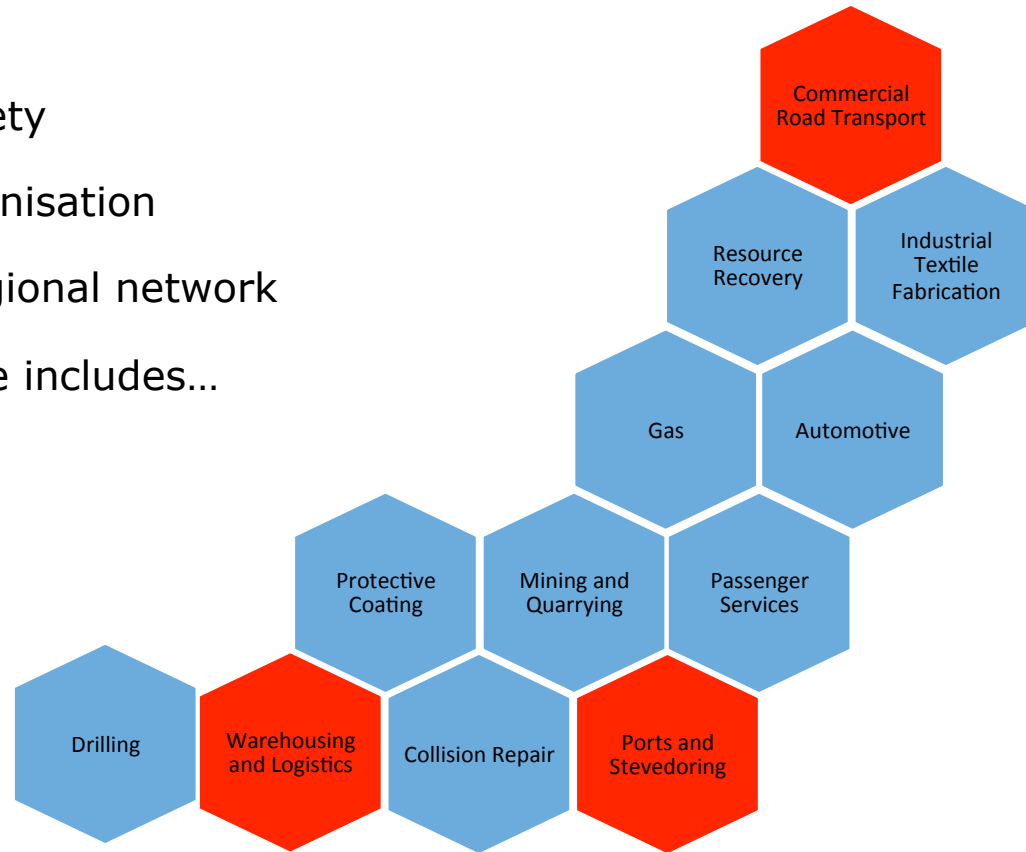 ety
nisation
gional network
e includes…
Commercial
Road Transport
Resource
Recovery
Industrial
Textile
Fabrication
Gas
Automotive
Protective
Coating
Mining and
Quarrying
Passenger
Services
Drilling
Warehousing
and Logistics
Collision Repair
Ports and
Stevedoring